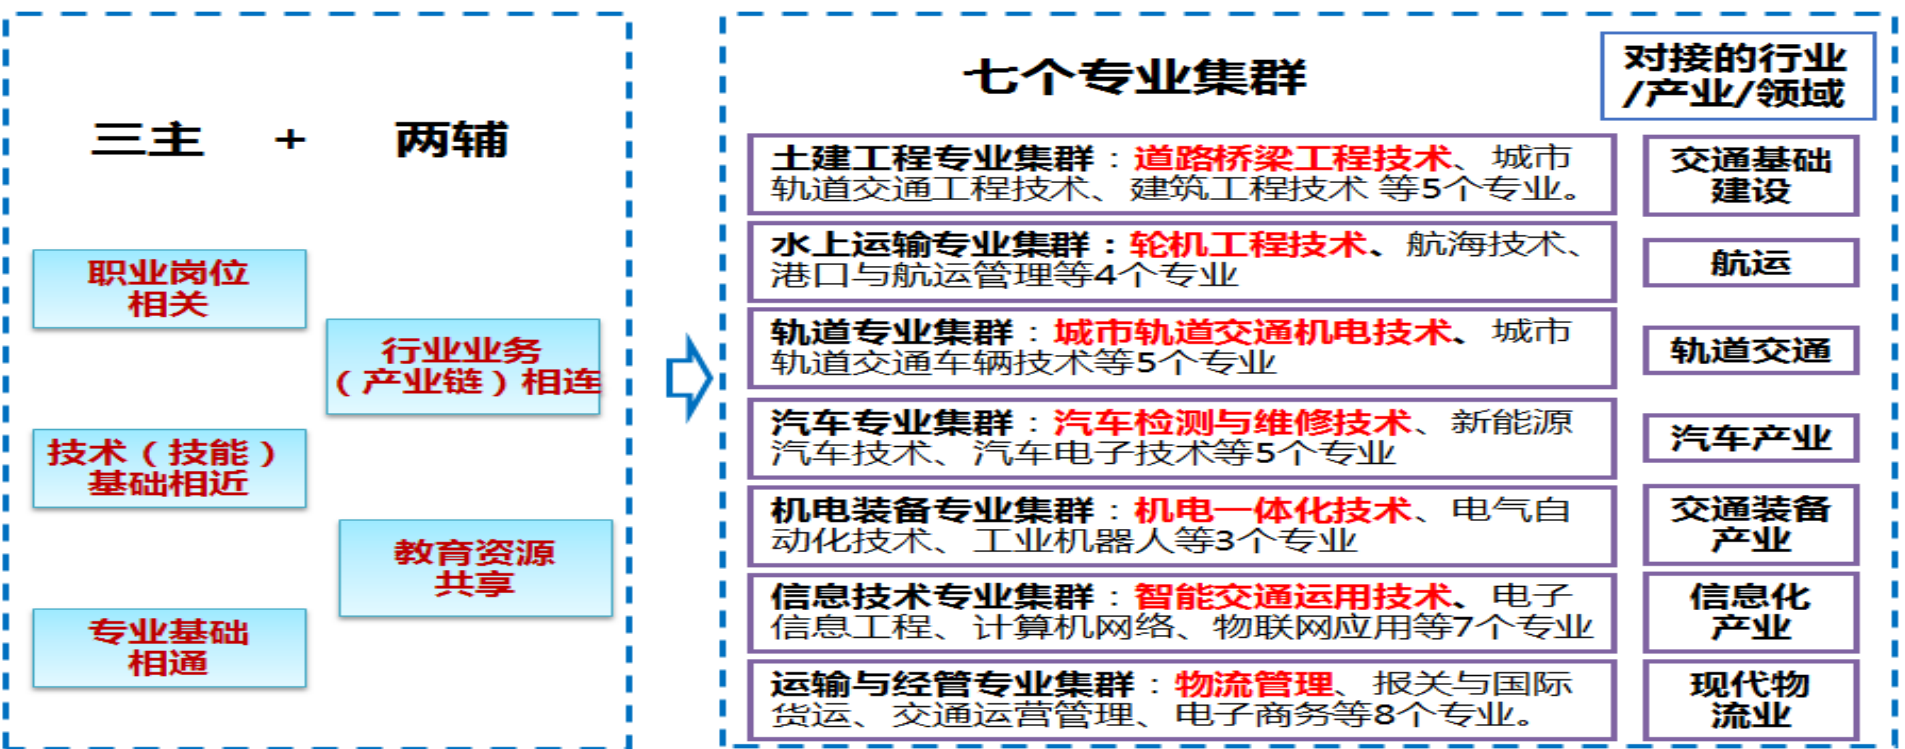 三主 + 两辅
职业岗位
相关
行业业务
（产业链）相连
技术（技能）
基础相近
教育资源
共享
专业基础
相通
七个专业集群
对接的行业
/产业/领域
土建工程专业集群：道路桥梁工程技术、城市
轨道交通工程技术、建筑工程技术 等5个专业。
交通基础
建设
水上运输专业集群：轮机工程技术、航海技术、
港口与航运管理等4个专业
航运
轨道专业集群：城市轨道交通机电技术、城市
轨道交通车辆技术等5个专业
轨道交通
汽车专业集群：汽车检测与维修技术、新能源
汽车技术、汽车电子技术等5个专业
汽车产业
机电装备专业集群：机电一体化技术、电气自
动化技术、工业机器人等3个专业
交通装备
产业
信息技术专业集群：智能交通运用技术、电子
信息工程、计算机网络、物联网应用等7个专业
信息化
产业
运输与经管专业集群：物流管理、报关与国际
货运、交通运营管理、电子商务等8个专业。
现代物
流业